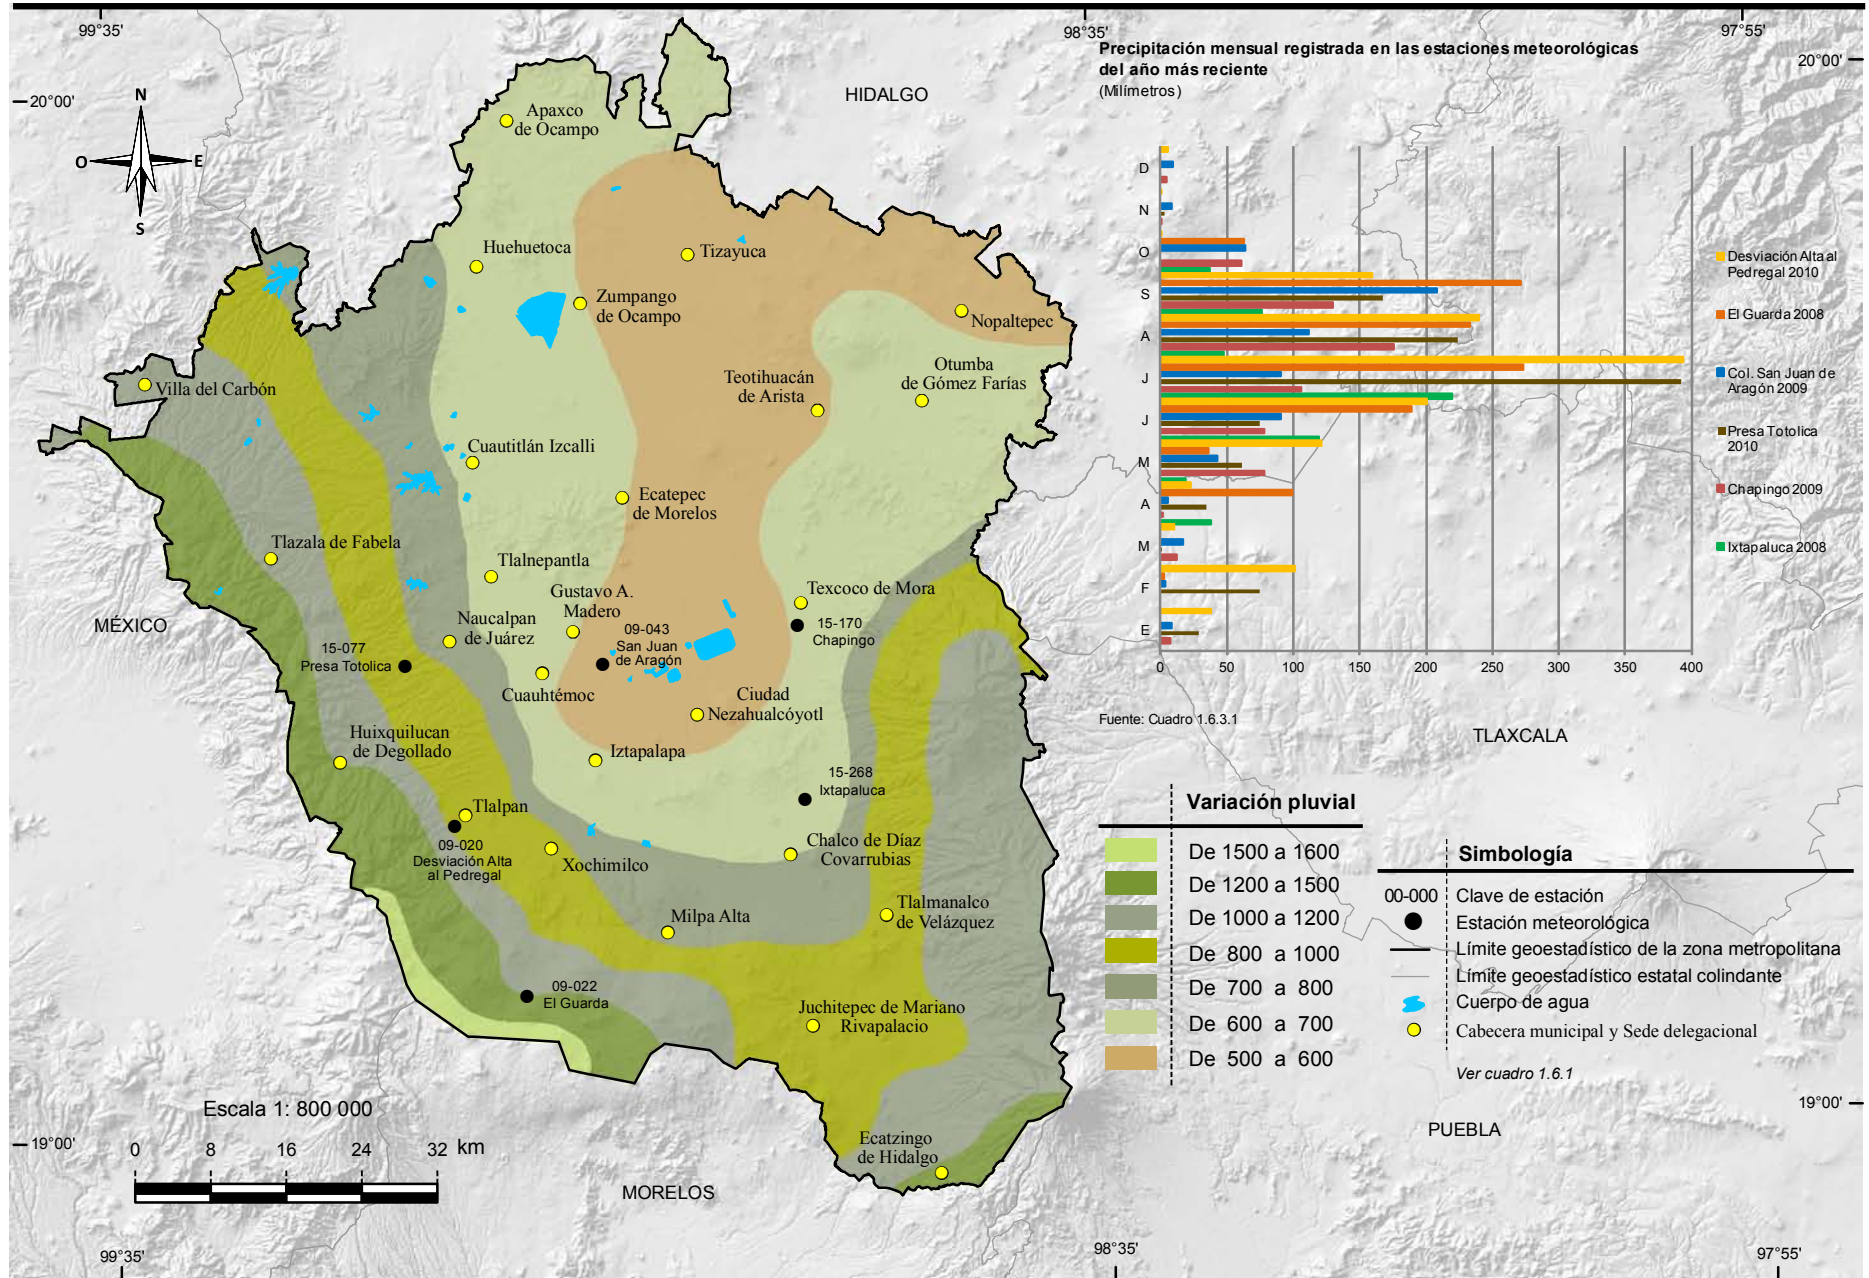 99°35'
98°35'
97°55'
Precipitación mensual registrada en las estaciones meteorológicas
del año más reciente
(Milímetros)
20°00'
20°00'
HIDALGO
N
O
E
S
Apaxco
de Ocampo
Huehuetoca
Tizayuca
Zumpango
de Ocampo
Nopaltepec
Villa del Carbón
Teotihuacán
de Arista
Otumba
de Gómez Farías
Cuautitlán Izcalli
Ecatepec
de Morelos
Tlazala de Fabela
Tlalnepantla
Gustavo A.
Madero
Texcoco de Mora
MÉXICO
Naucalpan
de Juárez
09-043
San Juan
de Aragón
15-170
Chapingo
15-077
Presa Totolica
Cuauhtémoc
Ciudad
Nezahualcóyotl
Huixquilucan
de Degollado
Iztapalapa
15-268
Ixtapaluca
Tlalpan
09-020
Desviación Alta
al Pedregal
Xochimilco
Chalco de Díaz
Covarrubias
Milpa Alta
Tlalmanalco
de Velázquez
09-022
El Guarda
Juchitepec de Mariano
Rivapalacio
Ecatzingo
de Hidalgo
D
N
O
S
A
J
J
M
A
M
F
E
0 50 100 150 200 250 300 350 400
Desviación Alta al
Pedregal 2010
El Guarda 2008
Col. San Juan de
Aragón 2009
Presa Totolica
2010
Chapingo 2009
Ixtapaluca 2008
Fuente: Cuadro 1.6.3.1
TLAXCALA
Variación pluvial
De 1500 a 1600
De 1200 a 1500
De 1000 a 1200
De 800 a 1000
De 700 a 800
De 600 a 700
De 500 a 600
Simbología
00-000 Clave de estación
Estación meteorológica
Límite geoestadístico de la zona metropolitana
Límite geoestadístico estatal colindante
Cuerpo de agua
Cabecera municipal y Sede delegacional
Ver cuadro 1.6.1
Escala 1: 800 000
0 8 16 24 32 km
19°00'
19°00'
PUEBLA
MORELOS
99°35'
98°35'
97°55'